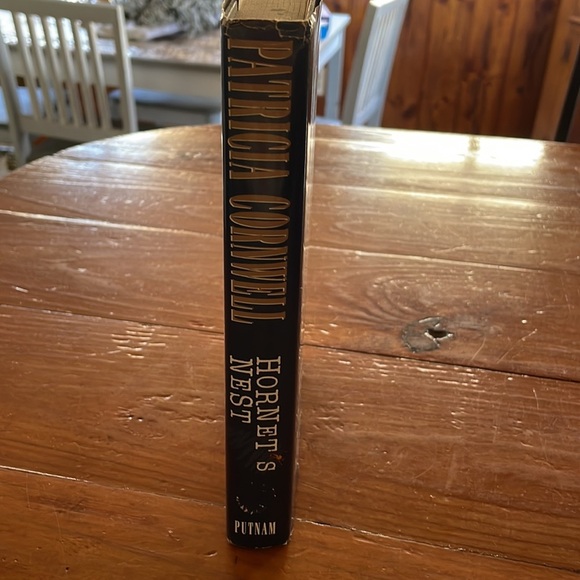 PATRICIA CORNWELL
HORNET'S
NEST
PUTNAM